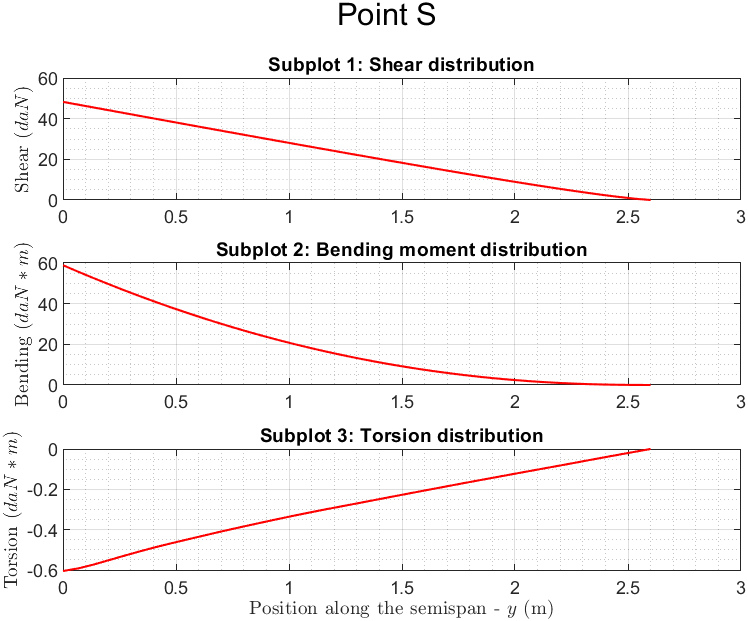 Point S
Subplot 1: Shear distribution
Shear (daN)
60
40
20
0
0 0.5 1 1.5 2 2.5 3
Subplot 2: Bending moment distribution
Bending (daN * m)
60
40
20
0
0 0.5 1 1.5 2 2.5 3
Subplot 3: Torsion distribution
Torsion (daN * m)
0
-0.2
-0.4
-0.6
0 0.5 1 1.5 2 2.5 3
Position along the semispan - y (m)